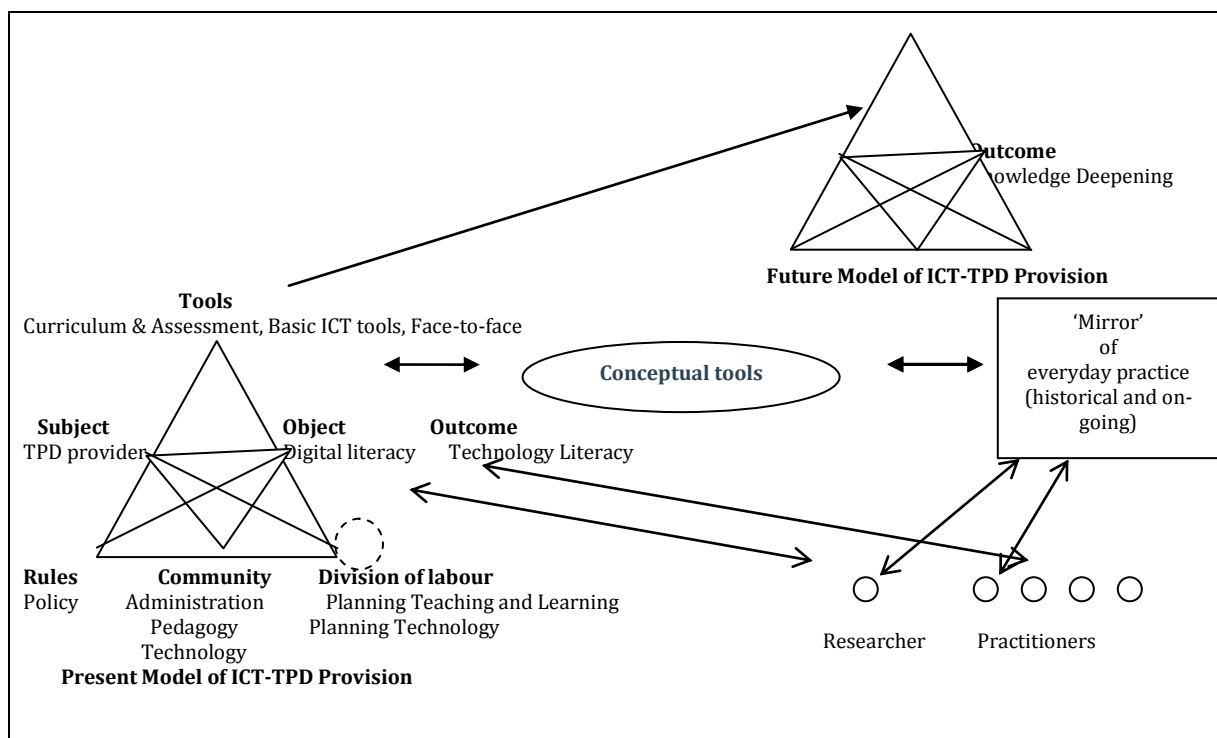 Outcome
Knowledge Deepening
Future Model of ICT-TPD Provision
Tools
Curriculum & Assessment, Basic ICT tools, Face-to-face
Conceptual tools
‘Mirror’
of
everyday practice
(historical and on-
going)
Subject
TPD provider
Object
Digital literacy
Outcome
Technology Literacy
Rules
Policy
Community
Administration
Pedagogy
Technology
Division of labour
Planning Teaching and Learning
Planning Technology
Present Model of ICT-TPD Provision
Researcher
Practitioners